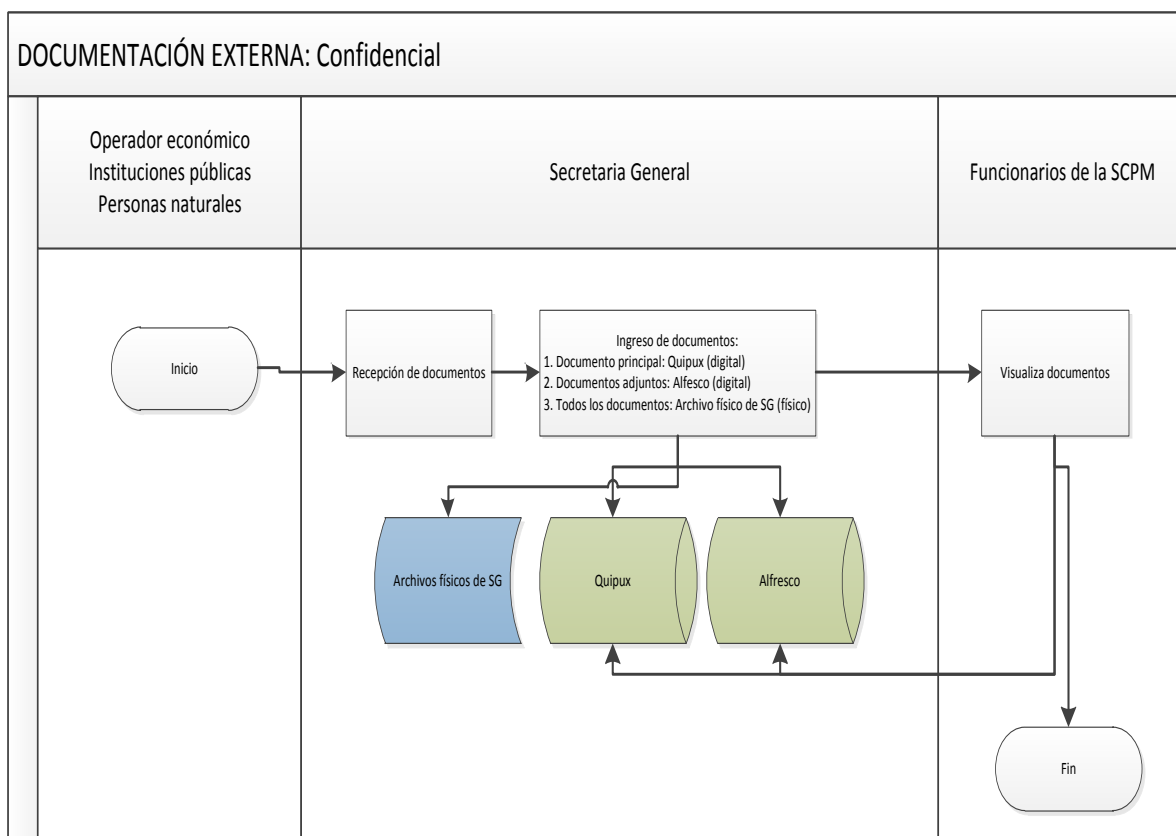 DOCUMENTACIÓN EXTERNA: Confidencial
Operador económico
Instituciones públicas
Personas naturales
Secretaria General
Funcionarios de la SCPM
Inicio
Recepción de documentos
Ingreso de documentos:
1. Documento principal: Quipux (digital)
2. Documentos adjuntos: Alfesco (digital)
3. Todos los documentos: Archivo físico de SG (físico)
Visualiza documentos
Archivos físicos de SG
Quipux
Alfresco
Fin